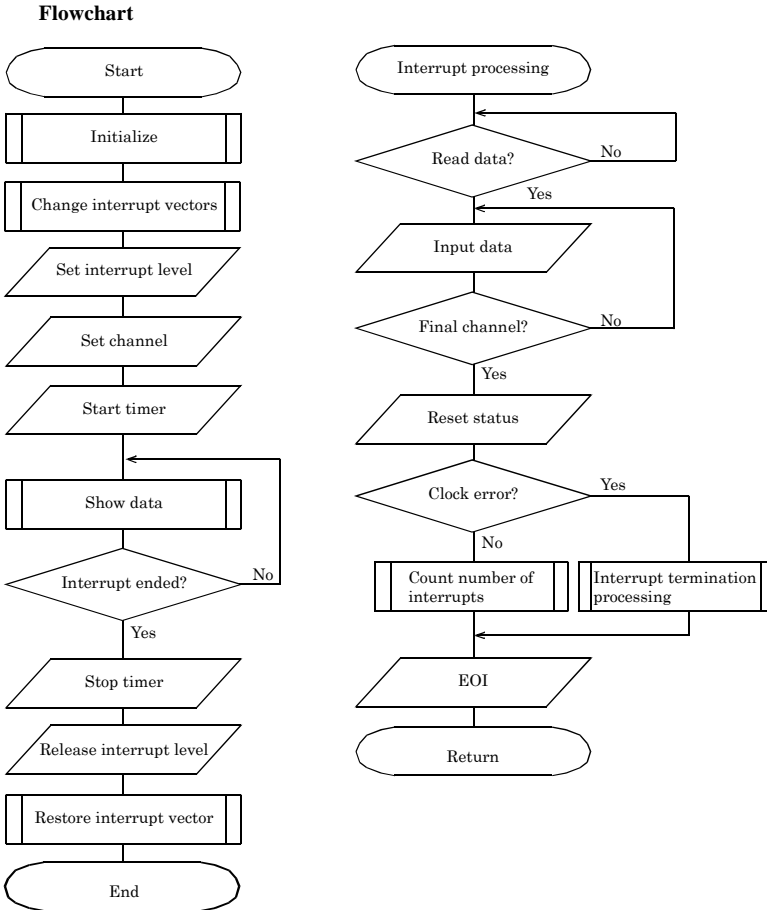 Flowchart
Start
Initialize
Change interrupt vectors
Set interrupt level
Set channel
Start timer
Show data
Interrupt ended?
No
Yes
Stop timer
Release interrupt level
Restore interrupt vector
End
Interrupt processing
Read data?
No
Yes
Input data
Final channel?
No
Yes
Reset status
Clock error?
Yes
No
Count number of
interrupts
Interrupt termination
processing
EOI
Return